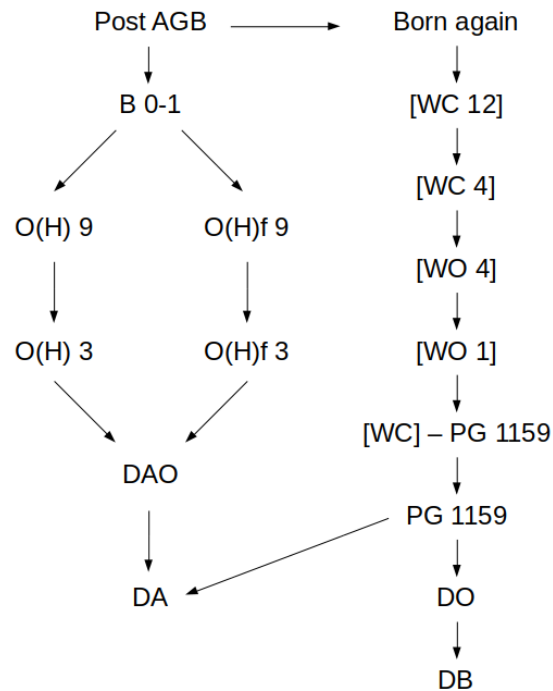 Post AGB
Born again
B 0-1
[WC 12]
[WC 4]
O(H) 9
O(H)f 9
[WO 4]
O(H) 3
O(H)f 3
[WO 1]
[WC] – PG 1159
DAO
PG 1159
DA
DO
DB